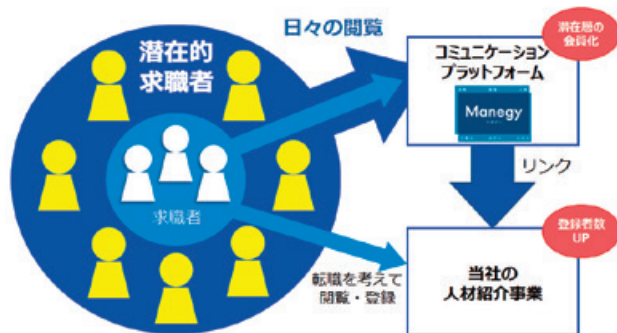 潜在的
求職者
求職者
日々の閲覧
コミュニケーション
プラットフォーム
Manegy
潜在層の
会員化
リンク
転職を考えて
閲覧・登録
当社の
人材紹介事業
登録者数
UP